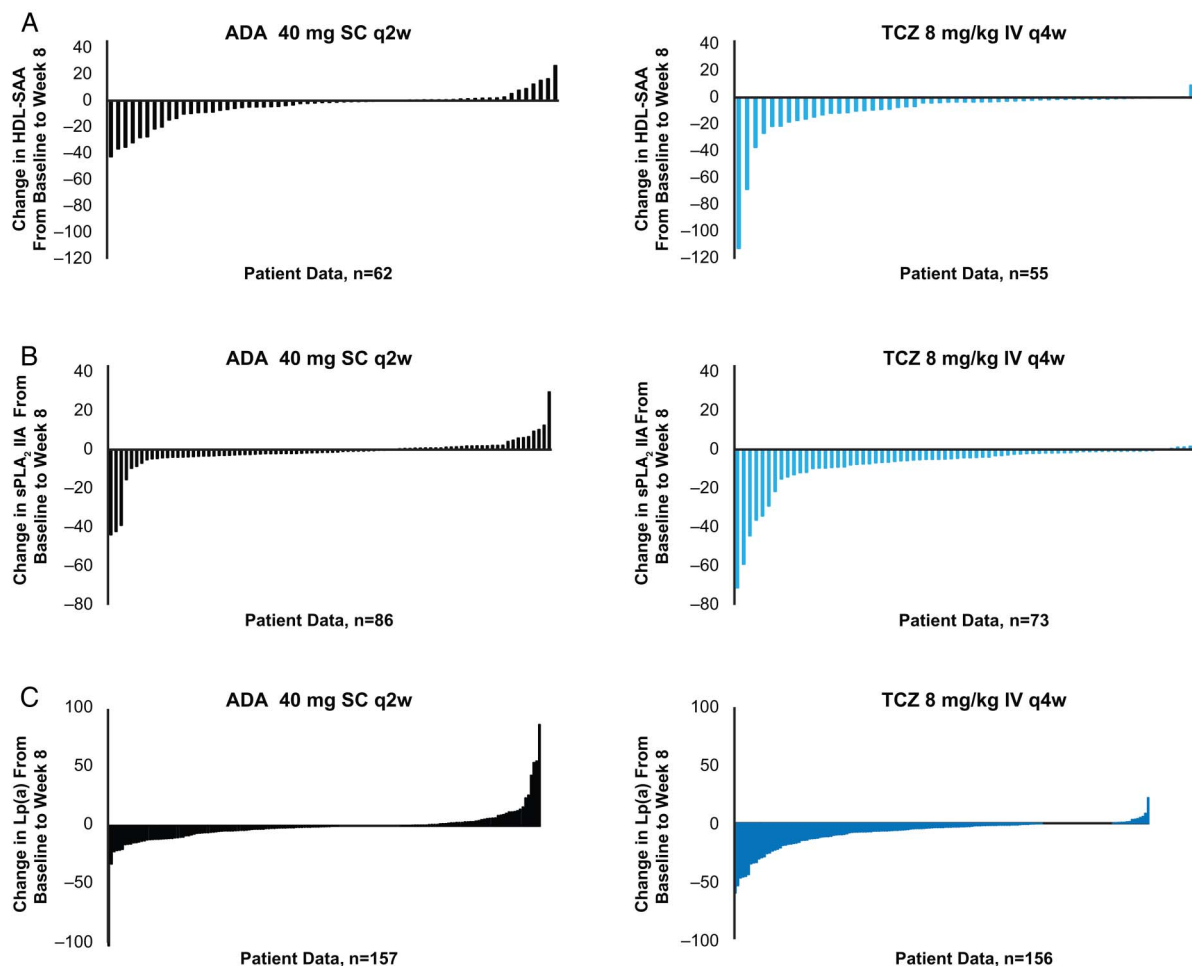 A
ADA 40 mg SC q2w
Change in HDL-SAA
From Baseline to Week 8
40
20
0
–20
–40
–60
–80
–100
–120
Patient Data, n=62
TCZ 8 mg/kg IV q4w
Change in HDL-SAA
From Baseline to Week 8
40
20
0
–20
–40
–60
–80
–100
–120
Patient Data, n=55
B
ADA 40 mg SC q2w
Change in sPLA₂ IIA From
Baseline to Week 8
40
20
0
–20
–40
–60
–80
Patient Data, n=86
TCZ 8 mg/kg IV q4w
Change in sPLA₂ IIA From
Baseline to Week 8
40
20
0
–20
–40
–60
–80
Patient Data, n=73
C
ADA 40 mg SC q2w
Change in Lp(a) From
Baseline to Week 8
100
50
0
–50
–100
Patient Data, n=157
TCZ 8 mg/kg IV q4w
Change in Lp(a) From
Baseline to Week 8
100
50
0
–50
–100
Patient Data, n=156